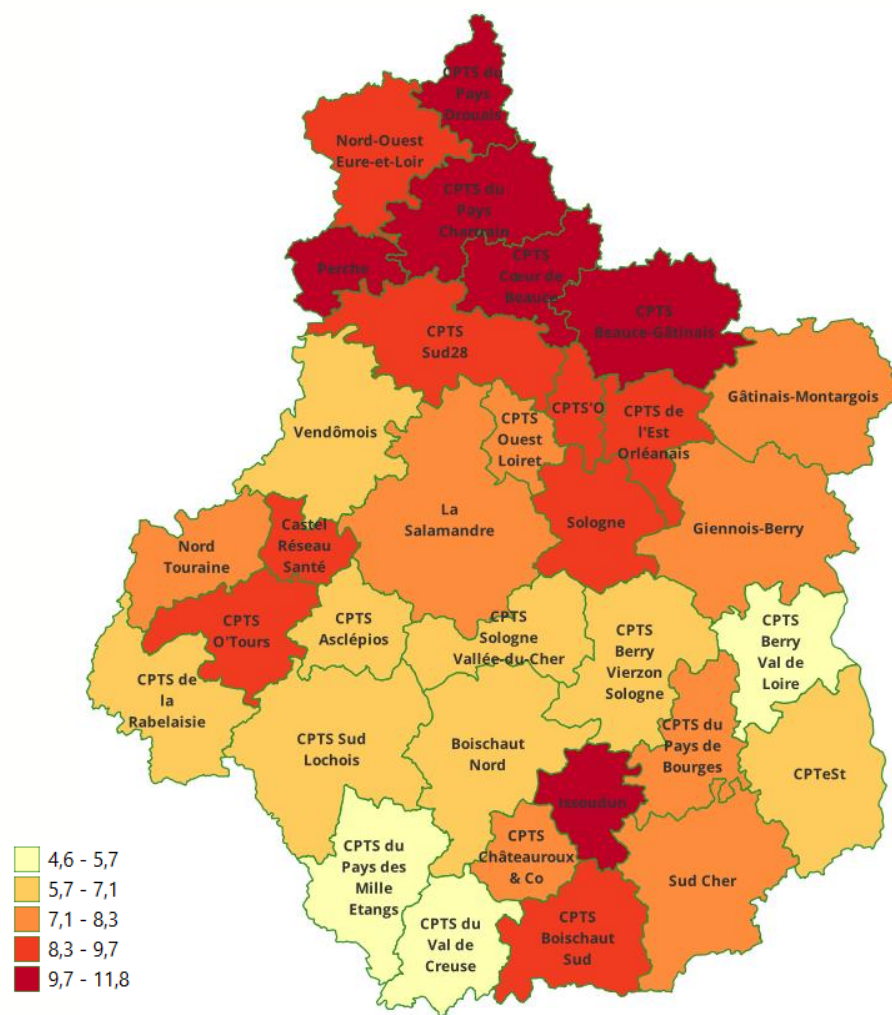 CPTS du
Pays
Drouais
Nord-Ouest
Eure-et-Loir
CPTS du
Pays
Chartrain
Perche
CPTS
Cœur de
Beauce
CPTS
Beauce-Gâtinais
CPTS
Sud28
Gâtinais-Montargois
CPTS
Ouest
Loiret
CPTS'O
CPTS de
l'Est
Orléanais
Vendômois
La
Salamandre
Sologne
Giennois-Berry
Nord
Touraine
Castel
Réseau
Santé
CPTS
O'Tours
CPTS
Asclépios
CPTS
Sologne
Vallée-du-Cher
CPTS
Berry
Vierzon
Sologne
CPTS
Berry
Val de
Loire
CPTS de
la
Rabelaisie
CPTS Sud
Lochois
Boischaut
Nord
CPTS du
Pays de
Bourges
CPTeSt
Issoudun
CPTS du
Pays des
Mille
Etangs
CPTS
Châteauroux
& Co
Sud Cher
CPTS du
Val de
Creuse
CPTS
Boischaut
Sud
4,6 - 5,7
5,7 - 7,1
7,1 - 8,3
8,3 - 9,7
9,7 - 11,8